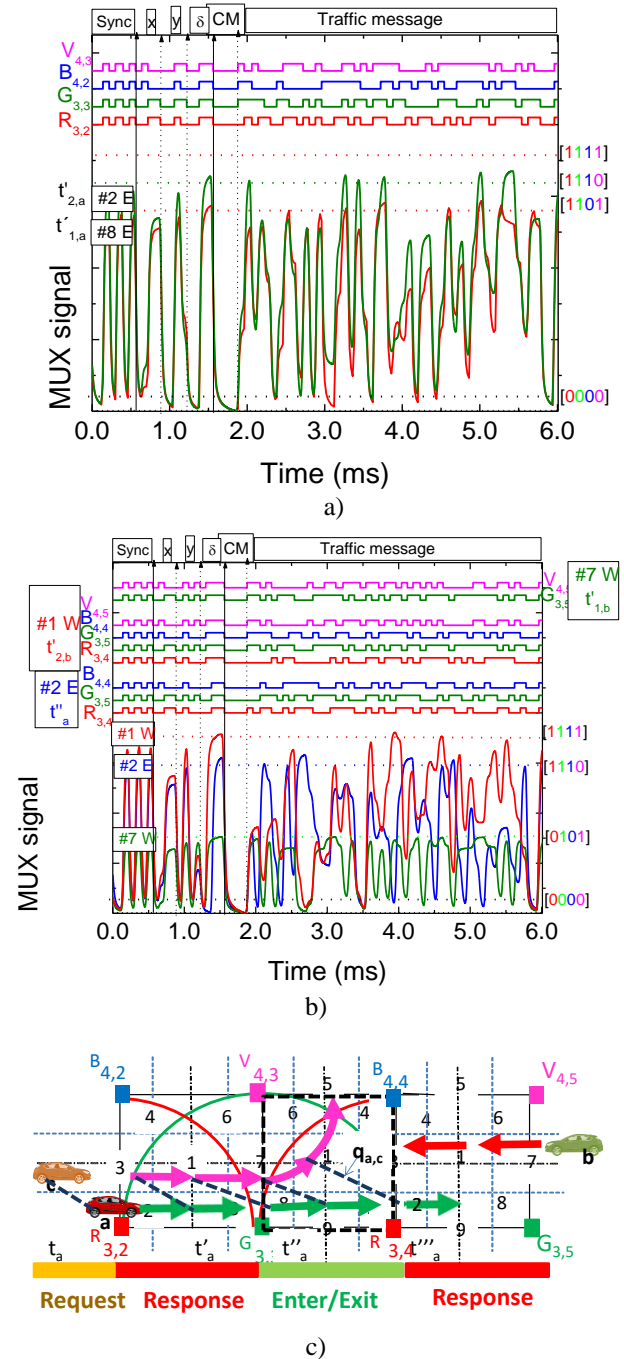 Sync x y δ CM Traffic message
V4,3
B4,2
G3,3
R3,2
[1111]
[1110]
[1101]
t'2,a #2 E
t´1,a #8 E
[0000]
MUX signal
0.0 1.0 2.0 3.0 4.0 5.0 6.0
Time (ms)
a)
Sync x y δ CM Traffic message
V4,5
G3,5
#7 W
t'1,b
#1 W
t'2,b
V
B4,5
G4,4
R3,5
3,4
#2 E
t''a
B4,4
G3,5
R3,4
#1 W
[1111]
#2 E
[1110]
#7 W
[0101]
[0000]
MUX signal
0.0 1.0 2.0 3.0 4.0 5.0 6.0
Time (ms)
b)
B4,2 V4,3 B4,4 V4,5
4 6 6 5 4 4 5 6
3 1 7 1 3 1 7
c qa,c b
a 2 8 2 8
9 9
R3,2 G3,: R3,4 G3,5
ta t'a t''a t'''a
Request Response Enter/Exit Response
c)